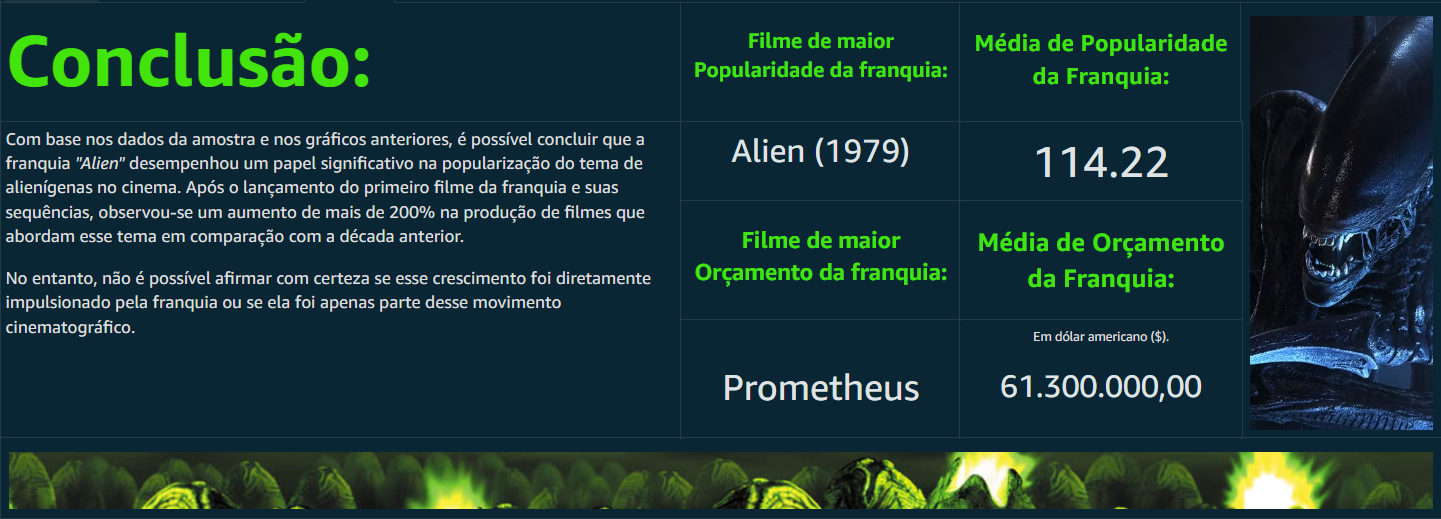 Conclusão:
Com base nos dados da amostra e nos gráficos anteriores, é possível concluir que a
franquia "Alien" desempenhou um papel significativo na popularização do tema de
alienígenas no cinema. Após o lançamento do primeiro filme da franquia e suas
sequências, observou-se um aumento de mais de 200% na produção de filmes que
abordam esse tema em comparação com a década anterior.
No entanto, não é possível afirmar com certeza se esse crescimento foi diretamente
impulsionado pela franquia ou se ela foi apenas parte desse movimento
cinematográfico.
Filme de maior
Popularidade da franquia:
Alien (1979)
Média de Popularidade
da Franquia:
114.22
Filme de maior
Orçamento da franquia:
Prometheus
Média de Orçamento
da Franquia:
Em dólar americano ($).
61.300.000,00